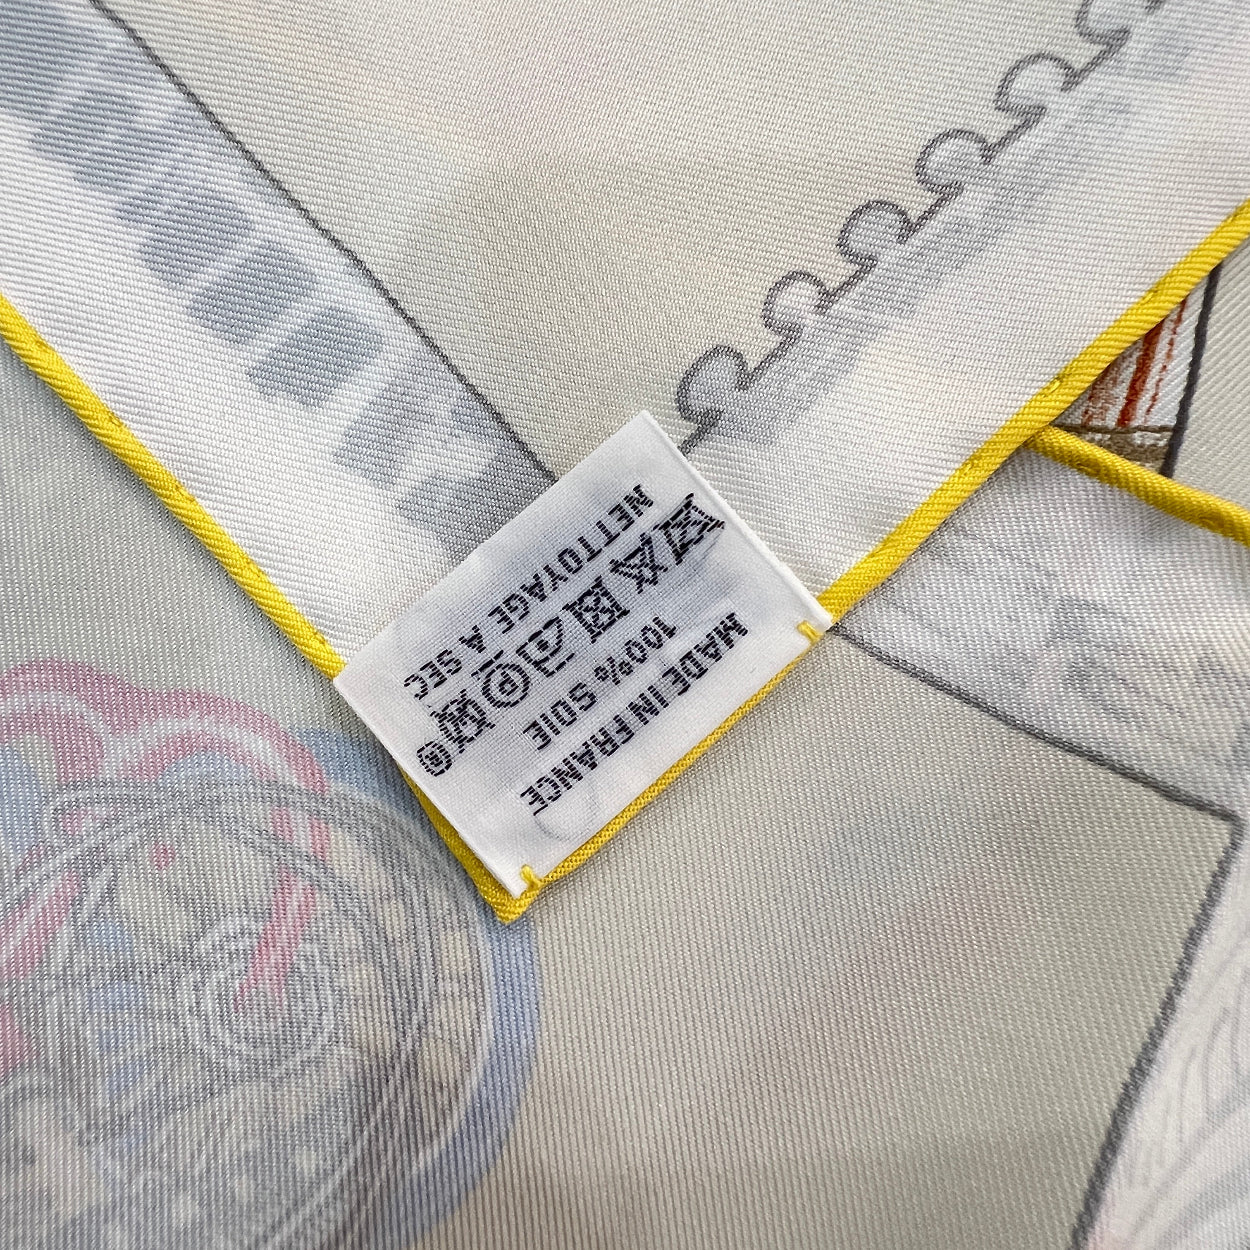 MADE IN FRANCE
100% SOIE
P ®
NETTOYAGE A SEC